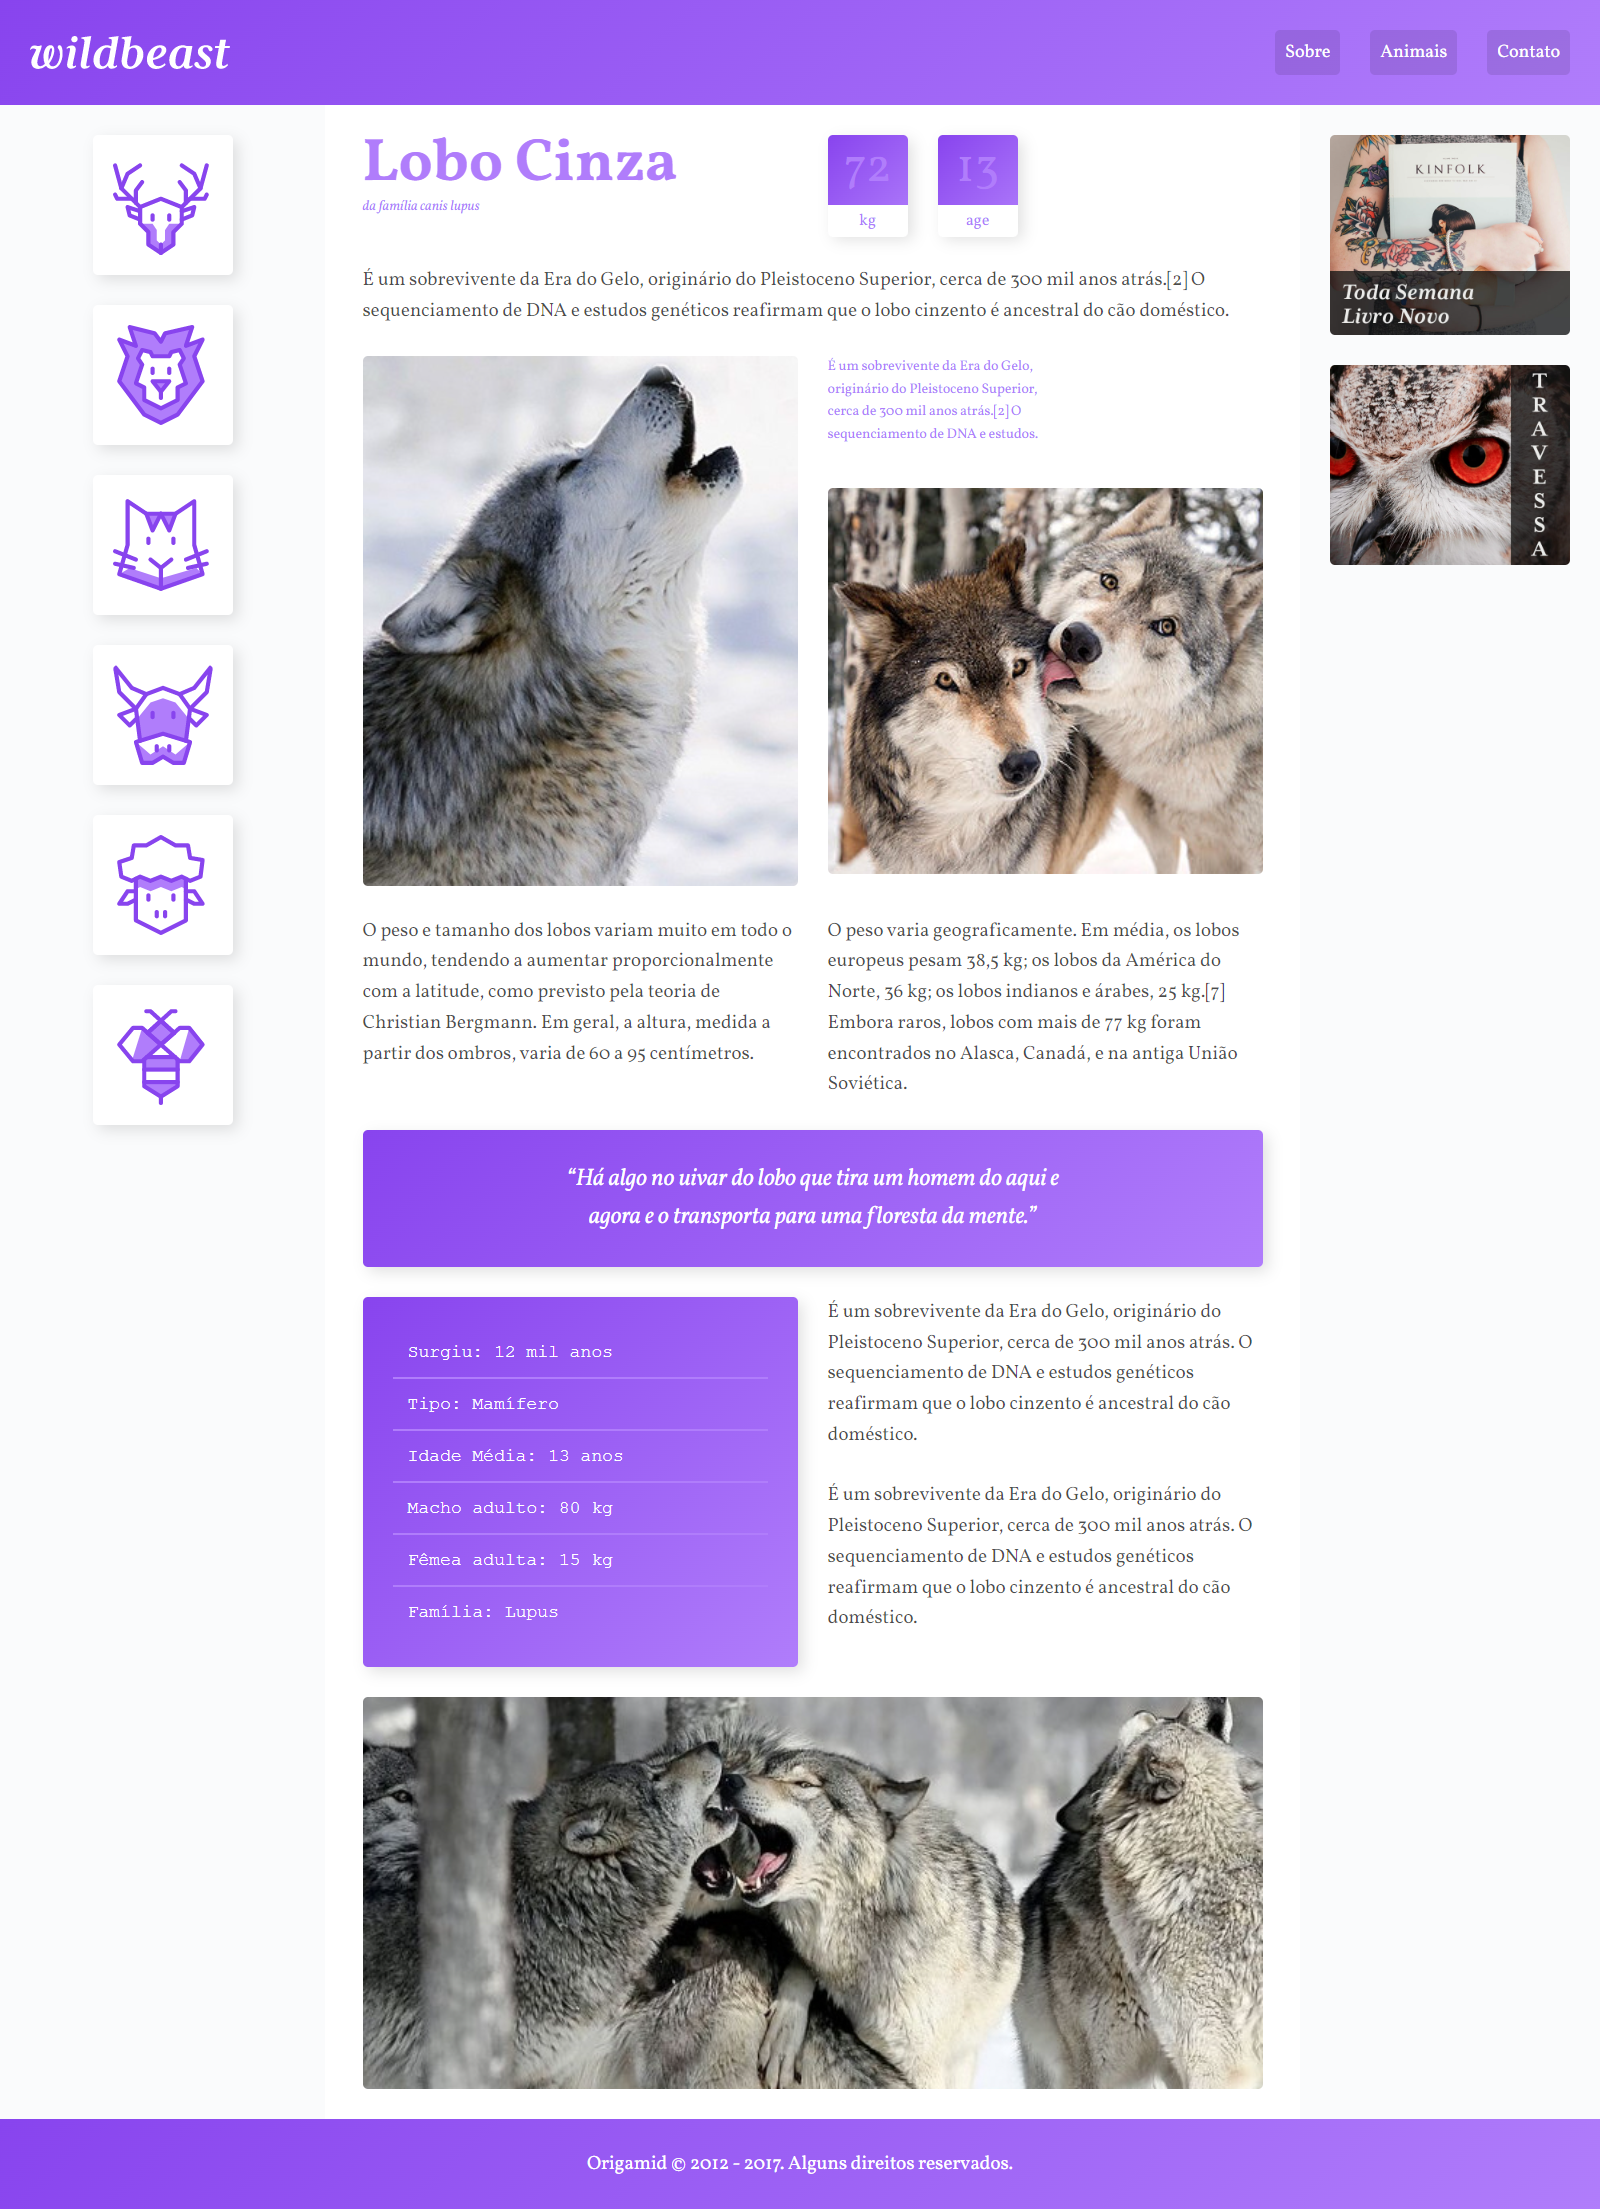 wildbeast
Sobre
Animais
Contato
Lobo Cinza
da família canis lupus
72
kg
13
age
É um sobrevivente da Era do Gelo, originário do Pleistoceno Superior, cerca de 300 mil anos atrás.[2] O
sequenciamento de DNA e estudos genéticos reafirmam que o lobo cinzento é ancestral do cão doméstico.
É um sobrevivente da Era do Gelo,
originário do Pleistoceno Superior,
cerca de 300 mil anos atrás.[2] O
sequenciamento de DNA e estudos.
O peso e tamanho dos lobos variam muito em todo o
mundo, tendendo a aumentar proporcionalmente
com a latitude, como previsto pela teoria de
Christian Bergmann. Em geral, a altura, medida a
partir dos ombros, varia de 60 a 95 centímetros.
O peso varia geograficamente. Em média, os lobos
europeus pesam 38,5 kg; os lobos da América do
Norte, 36 kg; os lobos indianos e árabes, 25 kg.[7]
Embora raros, lobos com mais de 77 kg foram
encontrados no Alasca, Canadá, e na antiga União
Soviética.
“Há algo no uivar do lobo que tira um homem do aqui e
agora e o transporta para uma floresta da mente.”
Surgiu: 12 mil anos
Tipo: Mamífero
Idade Média: 13 anos
Macho adulto: 80 kg
Fêmea adulta: 15 kg
Família: Lupus
É um sobrevivente da Era do Gelo, originário do
Pleistoceno Superior, cerca de 300 mil anos atrás. O
sequenciamento de DNA e estudos genéticos
reafirmam que o lobo cinzento é ancestral do cão
doméstico.
É um sobrevivente da Era do Gelo, originário do
Pleistoceno Superior, cerca de 300 mil anos atrás. O
sequenciamento de DNA e estudos genéticos
reafirmam que o lobo cinzento é ancestral do cão
doméstico.
KINFOLK
Toda Semana
Livro Novo
TRAVESSA
Origamid © 2012 - 2017. Alguns direitos reservados.